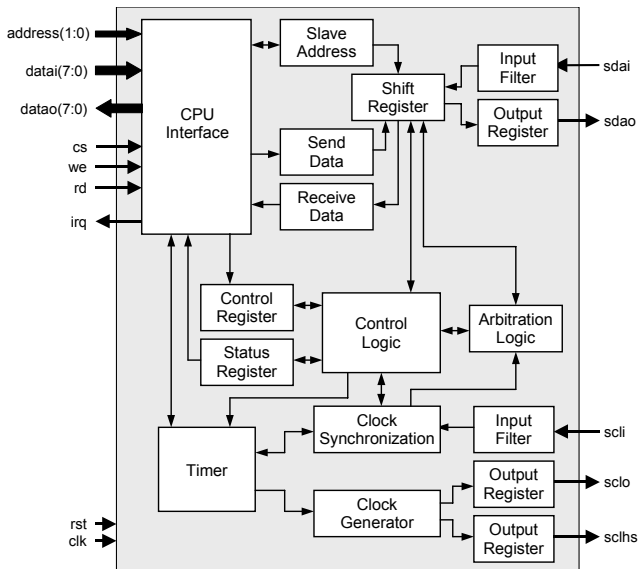 address(1:0)
datai(7:0)
datao(7:0)
cs
we
rd
irq
rst
clk
CPU
Interface
Slave
Address
Shift
Register
Input
Filter
sdai
Output
Register
sdao
Send
Data
Receive
Data
Control
Register
Status
Register
Control
Logic
Arbitration
Logic
Clock
Synchronization
Input
Filter
scli
Timer
Clock
Generator
Output
Register
sclo
Output
Register
sclhs